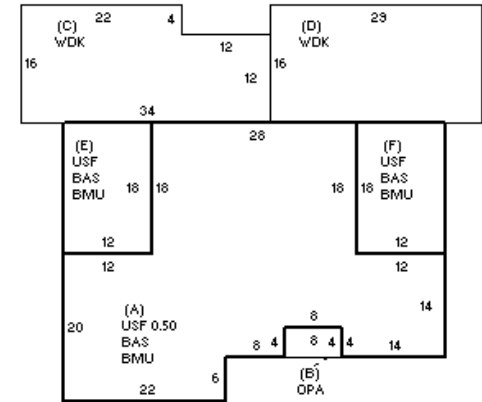 22
(C)
WDK
4
12
16
12
34
(D)
WDK
29
16
28
(E)
USF
BAS
BMU
18
18
12
12
(F)
USF
BAS
BMU
18
18
12
12
20
(A)
USF 0.50
BAS
BMU
22
6
8
4
8
8
4
4
14
14
(B)
OPA